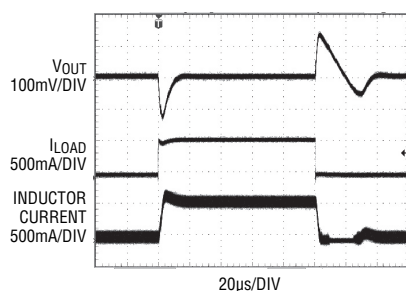 VOUT
100mV/DIV
ILOAD
500mA/DIV
INDUCTOR
CURRENT
500mA/DIV
20µs/DIV